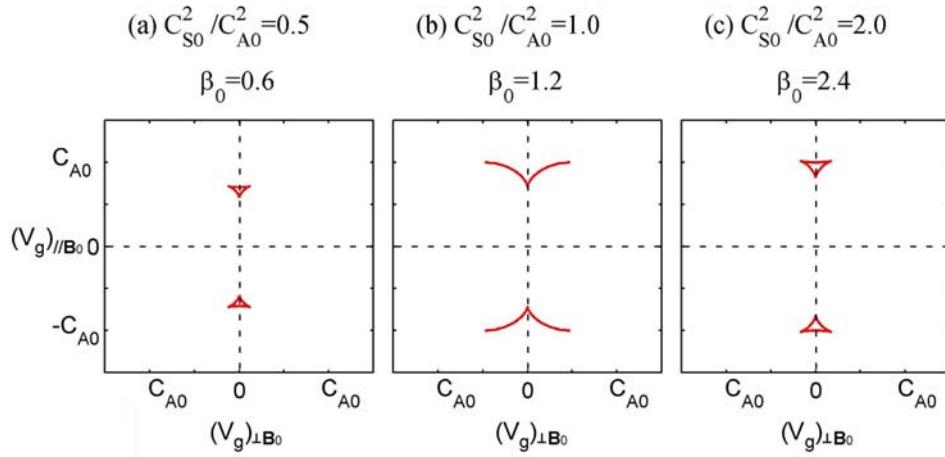 (a) C²S0/C²A0=0.5 (b) C²S0/C²A0=1.0 (c) C²S0/C²A0=2.0
β0=0.6 β0=1.2 β0=2.4
CA0
(Vg)//B0 0
-CA0
CA0 0 CA0 CA0 0 CA0 CA0 0 CA0
(Vg)⊥B0 (Vg)⊥B0 (Vg)⊥B0